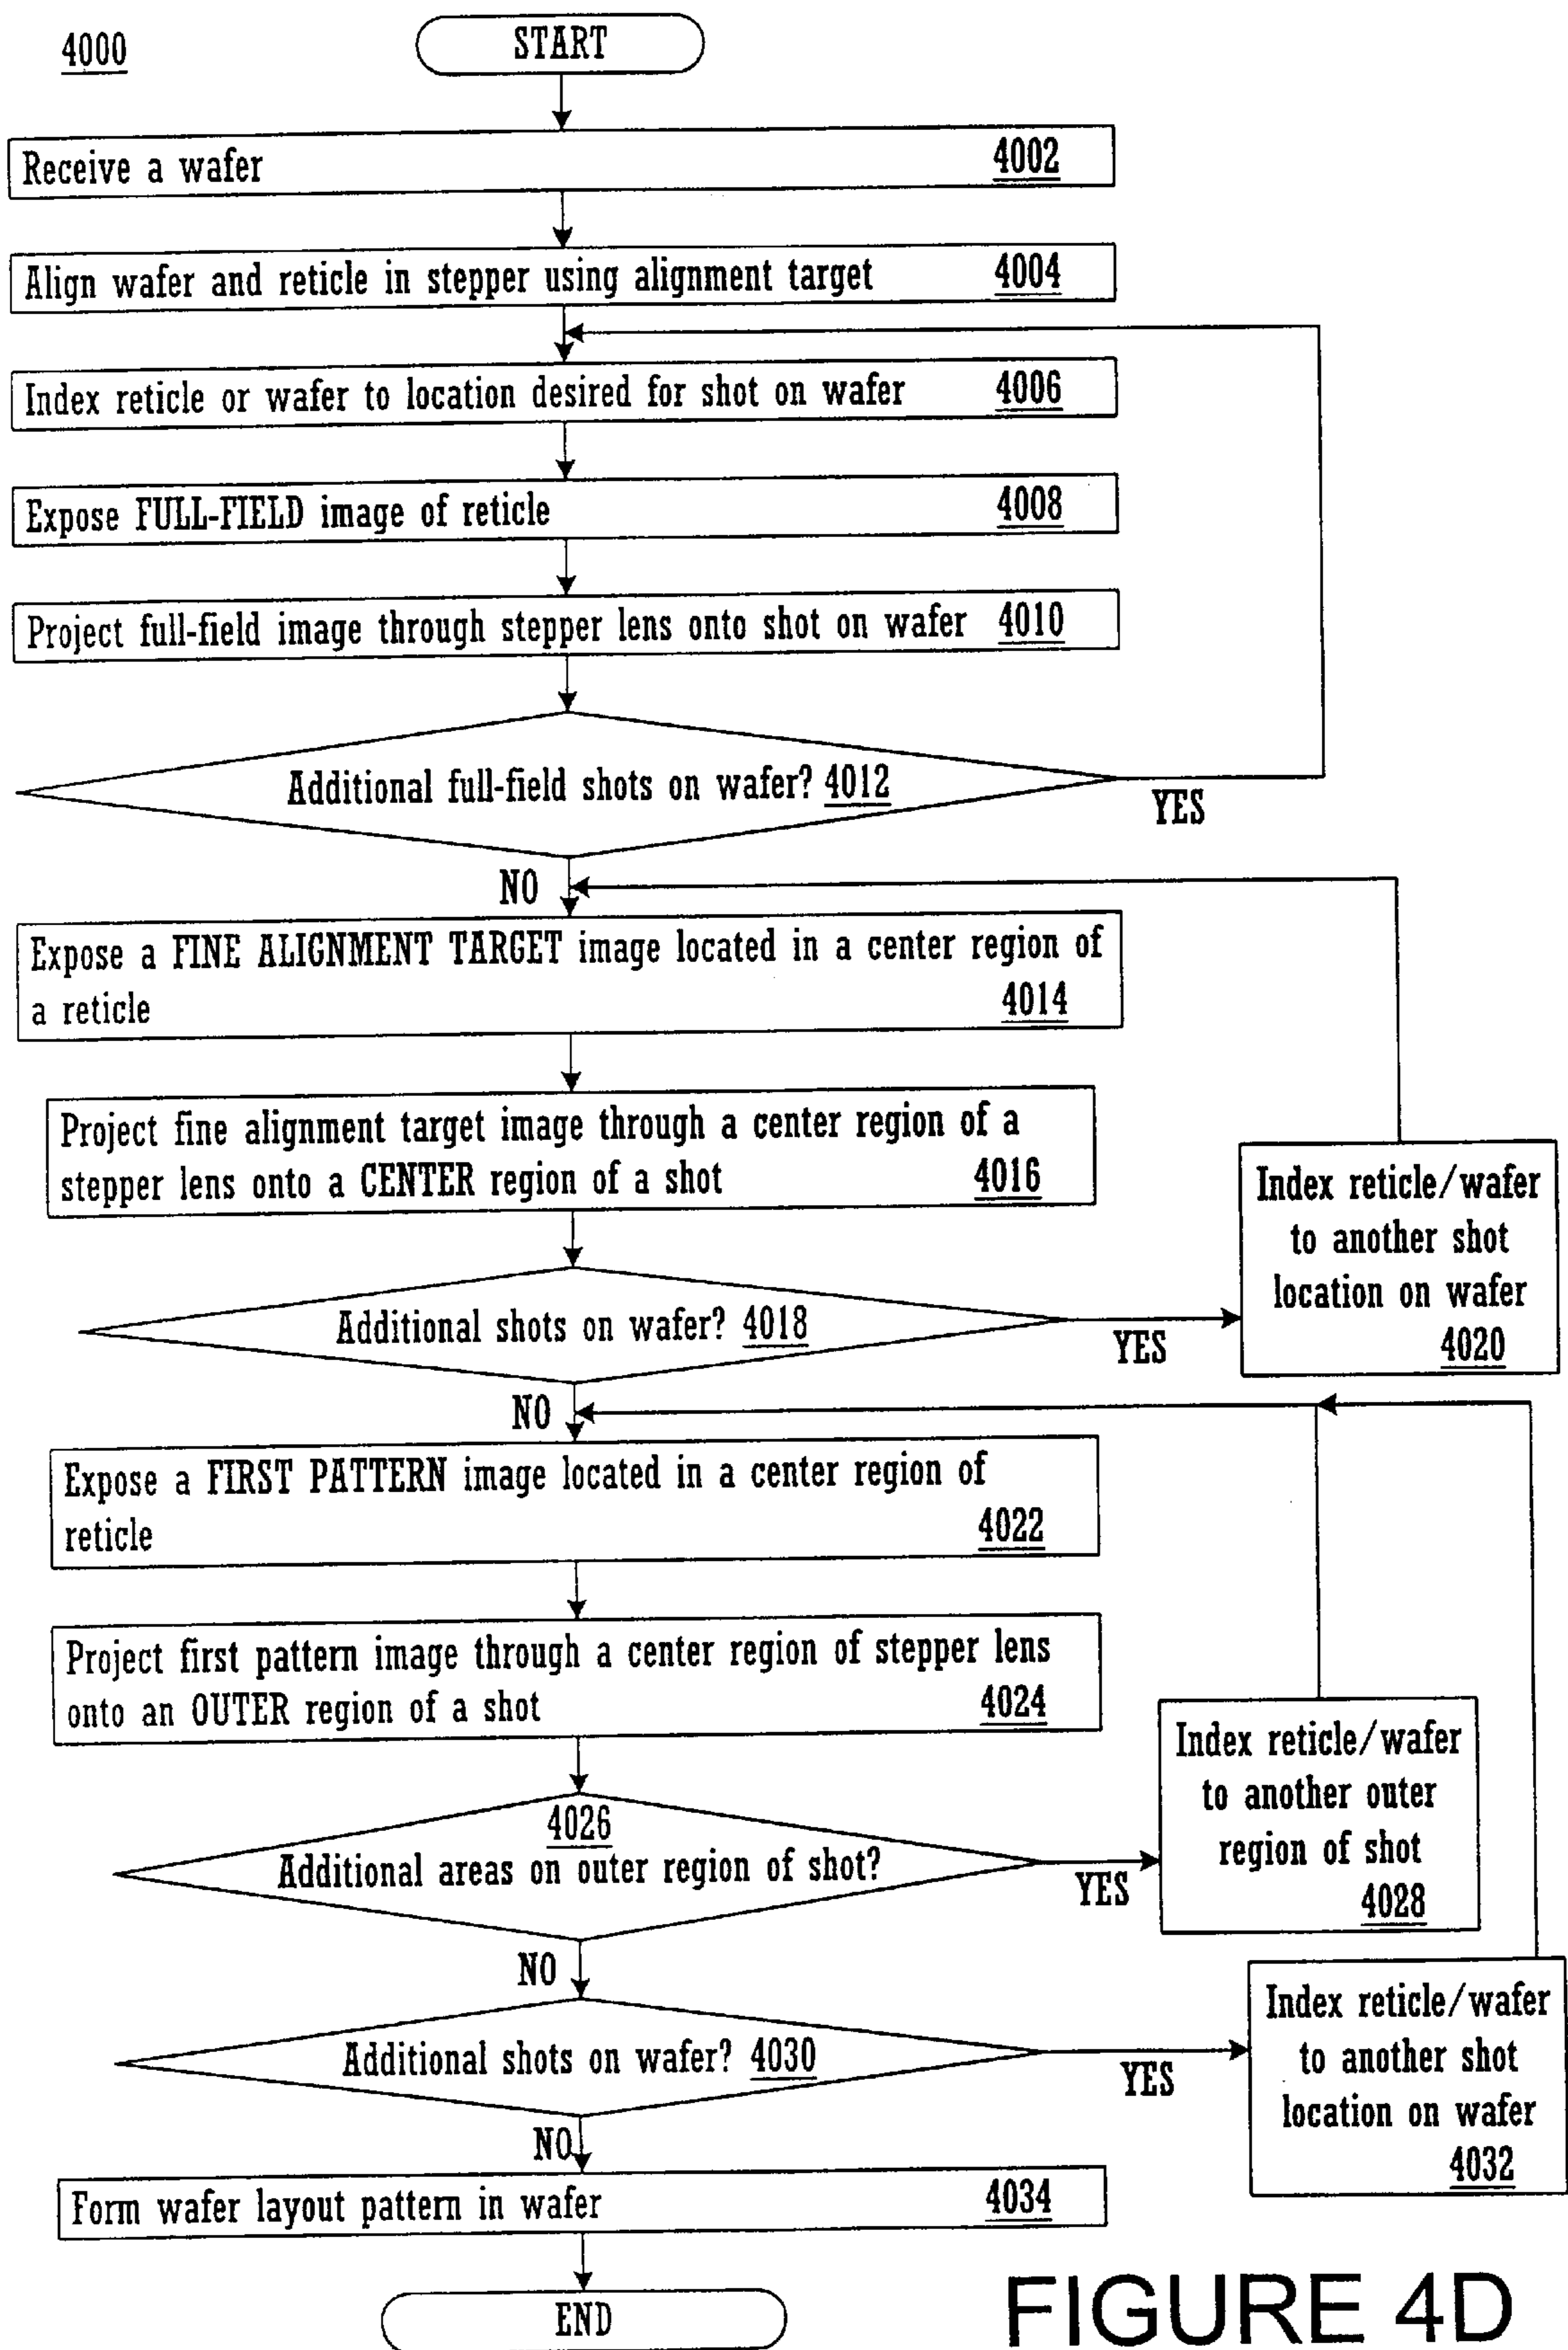 4000
START
Receive a wafer 4002
Align wafer and reticle in stepper using alignment target 4004
Index reticle or wafer to location desired for shot on wafer 4006
Expose FULL-FIELD image of reticle 4008
Project full-field image through stepper lens onto shot on wafer 4010
Additional full-field shots on wafer? 4012
YES
NO
Expose a FINE ALIGNMENT TARGET image located in a center region of
a reticle 4014
Project fine alignment target image through a center region of a
stepper lens onto a CENTER region of a shot 4016
Additional shots on wafer? 4018
YES
Index reticle/wafer
to another shot
location on wafer
4020
NO
Expose a FIRST PATTERN image located in a center region of
reticle 4022
Project first pattern image through a center region of stepper lens
onto an OUTER region of a shot 4024
4026
Additional areas on outer region of shot?
YES
Index reticle/wafer
to another outer
region of shot
4028
NO
Additional shots on wafer? 4030
YES
Index reticle/wafer
to another shot
location on wafer
4032
NO
Form wafer layout pattern in wafer 4034
END
FIGURE 4D